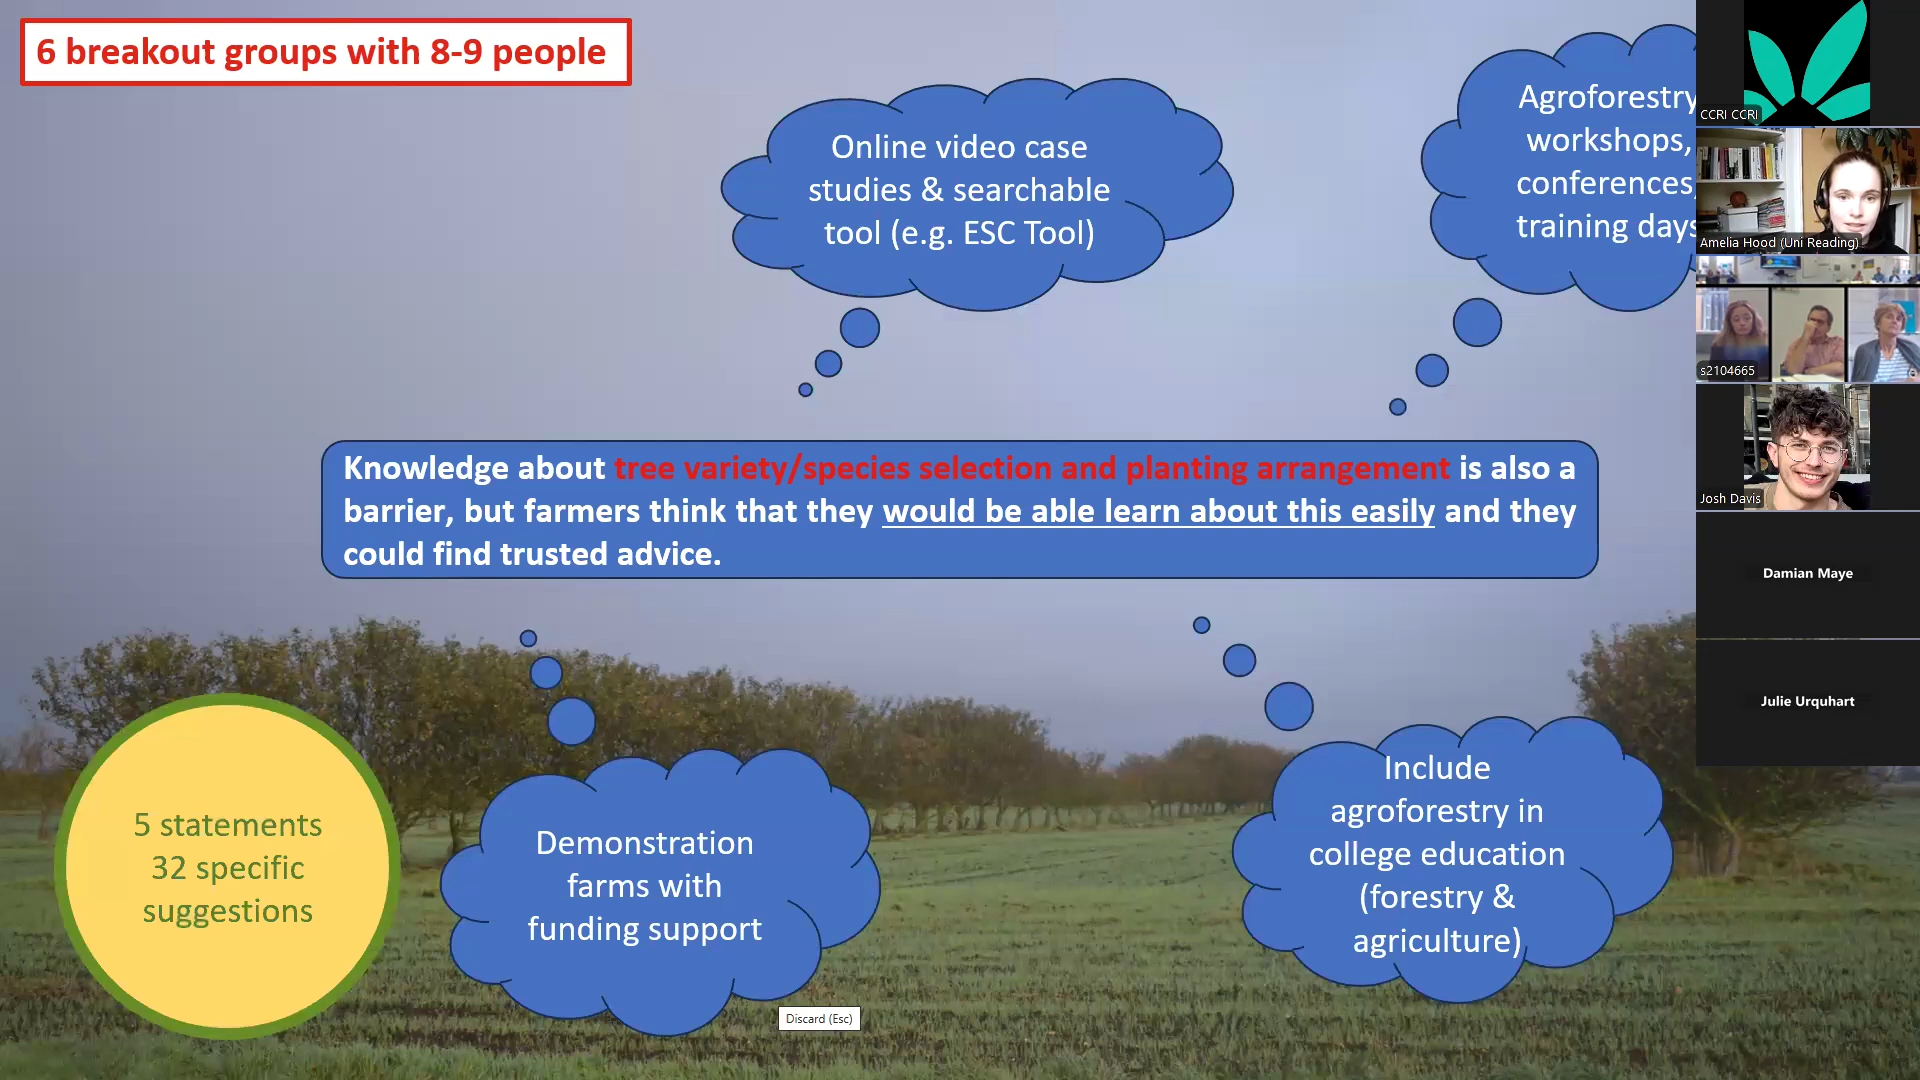 6 breakout groups with 8-9 people
Online video case
studies & searchable
tool (e.g. ESC Tool)
Agroforestry
workshops,
conferences,
training days
Knowledge about tree variety/species selection and planting arrangement is also a
barrier, but farmers think that they would be able learn about this easily and they
could find trusted advice.
5 statements
32 specific
suggestions
Demonstration
farms with
funding support
Include
agroforestry in
college education
(forestry &
agriculture)
Discard (Esc)
CCRI CCRI
Amelia Hood (Uni Reading)
s2104665
Josh Davis
Damian Maye
Julie Urquhart